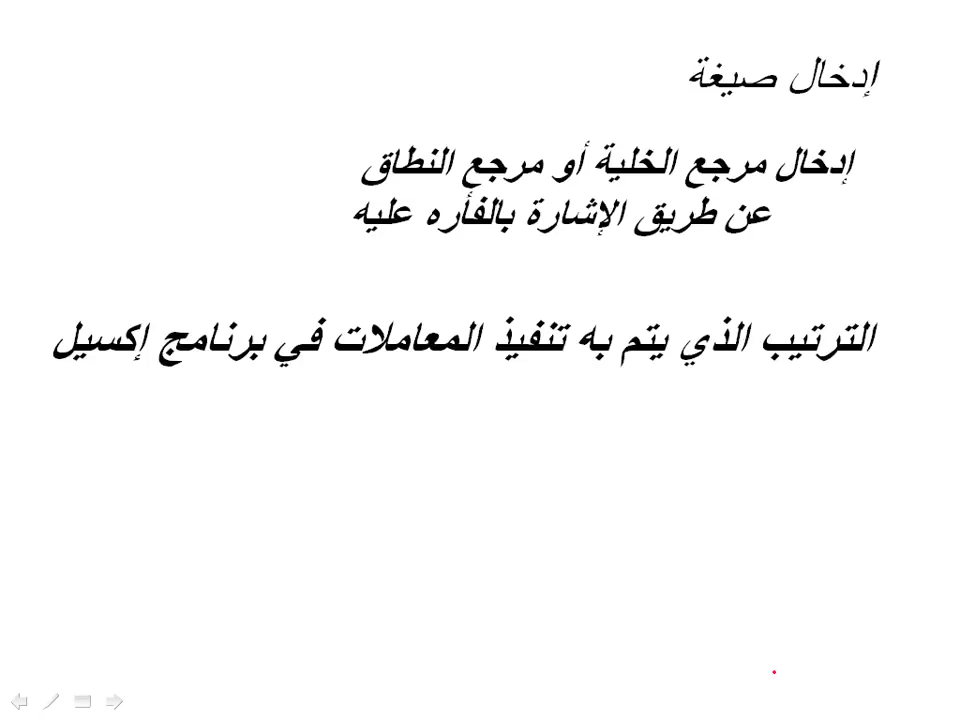 إدخال صيغة
إدخال مرجع الخلية أو مرجع النطاق
عن طريق الإشارة بالفأره عليه
الترتيب الذي يتم به تنفيذ المعاملات في برنامج إكسيل